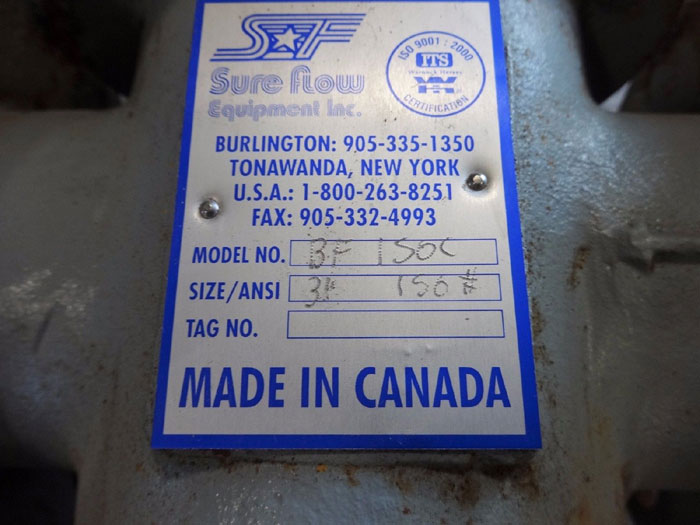 SF
Sure flow
Equipment Inc.
ISO 9001:2000
ITS
CERTIFICATION
BURLINGTON: 905-335-1350
TONAWANDA, NEW YORK
U.S.A.: 1-800-263-8251
FAX: 905-332-4993
MODEL NO. BF 150C
SIZE/ANSI 150#
TAG NO.
MADE IN CANADA